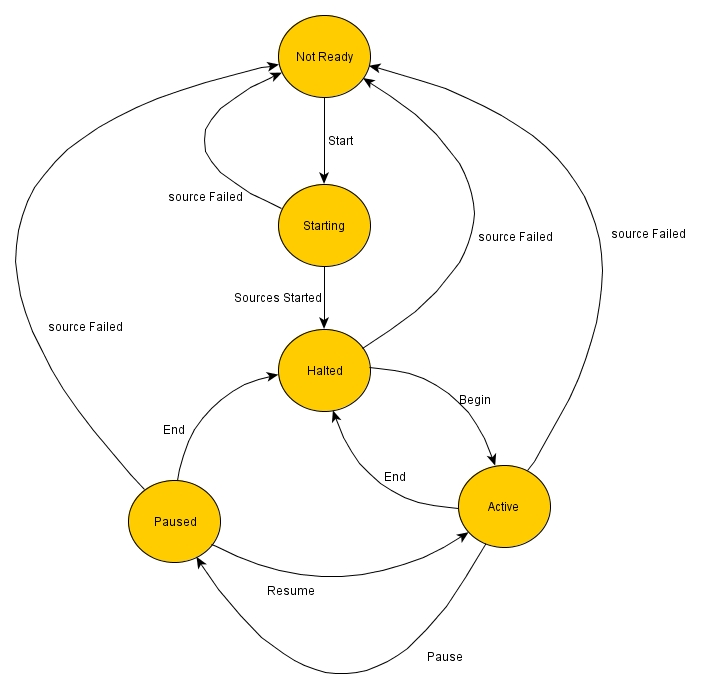 Not Ready
Start
source Failed
Starting
source Failed
source Failed
Sources Started
source Failed
Halted
Begin
End
End
Active
Paused
Resume
Pause